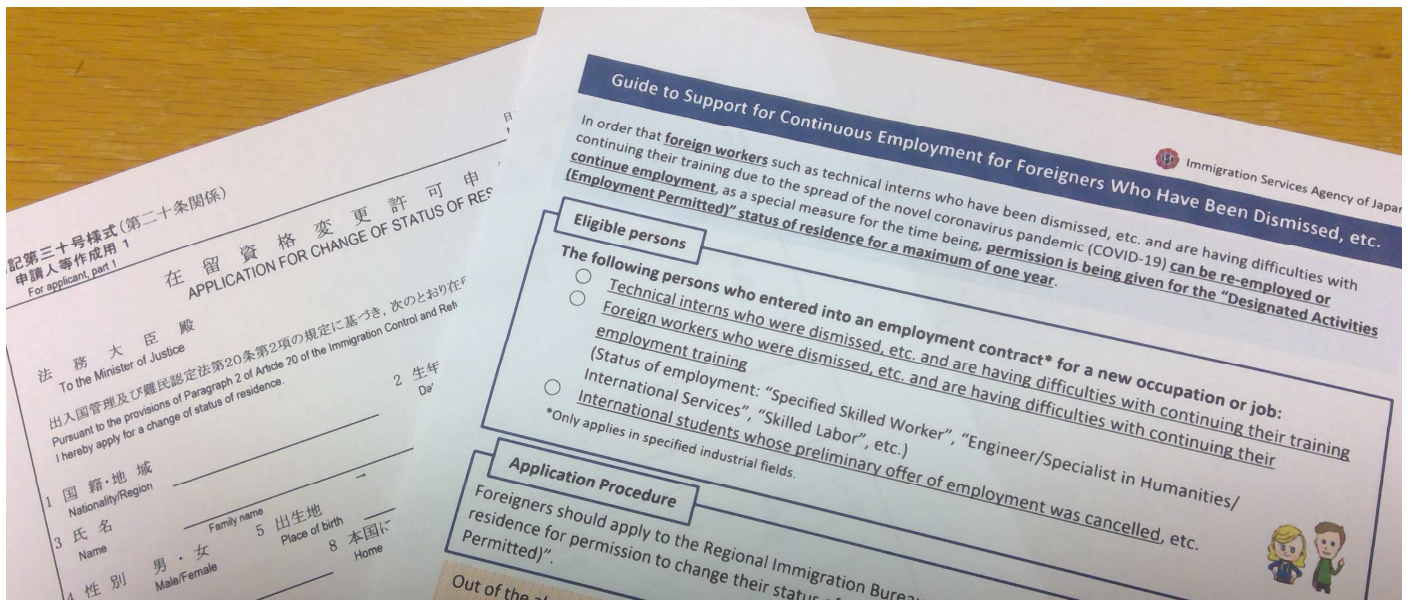 記第三十号様式(第二十条関係)
申請人等作成用 1
For applicant, part 1
在 留 資 格 変 更 許 可 申
APPLICATION FOR CHANGE OF STATUS OF RES
法 務 大 臣 殿
To the Minister of Justice
出入国管理及び難民認定法第20条第2項の規定に基づき,次のとおり在
Pursuant to the provisions of Paragraph 2 of Article 20 of the Immigration Control and Ref
I hereby apply for a change of status of residence.
1 国 籍・地 域
Nationality/Region
2 生年
3 氏 名
Name
Family name
4 性 別 男 ・ 女
Male/Female
5 出生地
Place of birth
8 本国に
Home
Immigration Services Agency of Japan
Guide to Support for Continuous Employment for Foreigners Who Have Been Dismissed, etc.
In order that foreign workers such as technical interns who have been dismissed, etc. and are having difficulties with
continuing their training due to the spread of the novel coronavirus pandemic (COVID-19) can be re-employed or
continue employment, as a special measure for the time being, permission is being given for the "Designated Activities
(Employment Permitted)" status of residence for a maximum of one year.
Eligible persons
The following persons who entered into an employment contract* for a new occupation or job:
○ Technical interns who were dismissed, etc. and are having difficulties with continuing their training
○ Foreign workers who were dismissed, etc. and are having difficulties with continuing their
employment training
(Status of employment: "Specified Skilled Worker", "Engineer/Specialist in Humanities/
International Services", "Skilled Labor", etc.)
○ International students whose preliminary offer of employment was cancelled, etc.
*Only applies in specified industrial fields.
Application Procedure
Foreigners should apply to the Regional Immigration Burea
residence for permission to change their status of
Permitted)".
Out of the